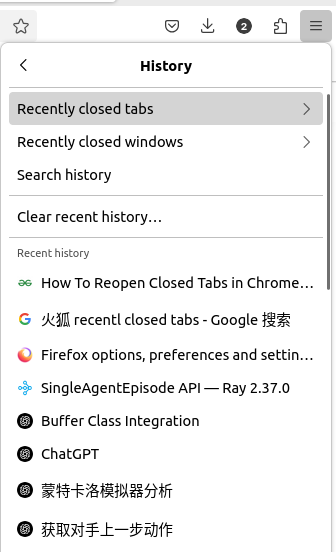 2
History
Recently closed tabs
Recently closed windows
Search history
Clear recent history...
Recent history
How To Reopen Closed Tabs in Chrome...
火狐 recentl closed tabs - Google 搜索
Firefox options, preferences and settin...
SingleAgentEpisode API — Ray 2.37.0
Buffer Class Integration
ChatGPT
蒙特卡洛模拟器分析
获取对手上一步动作